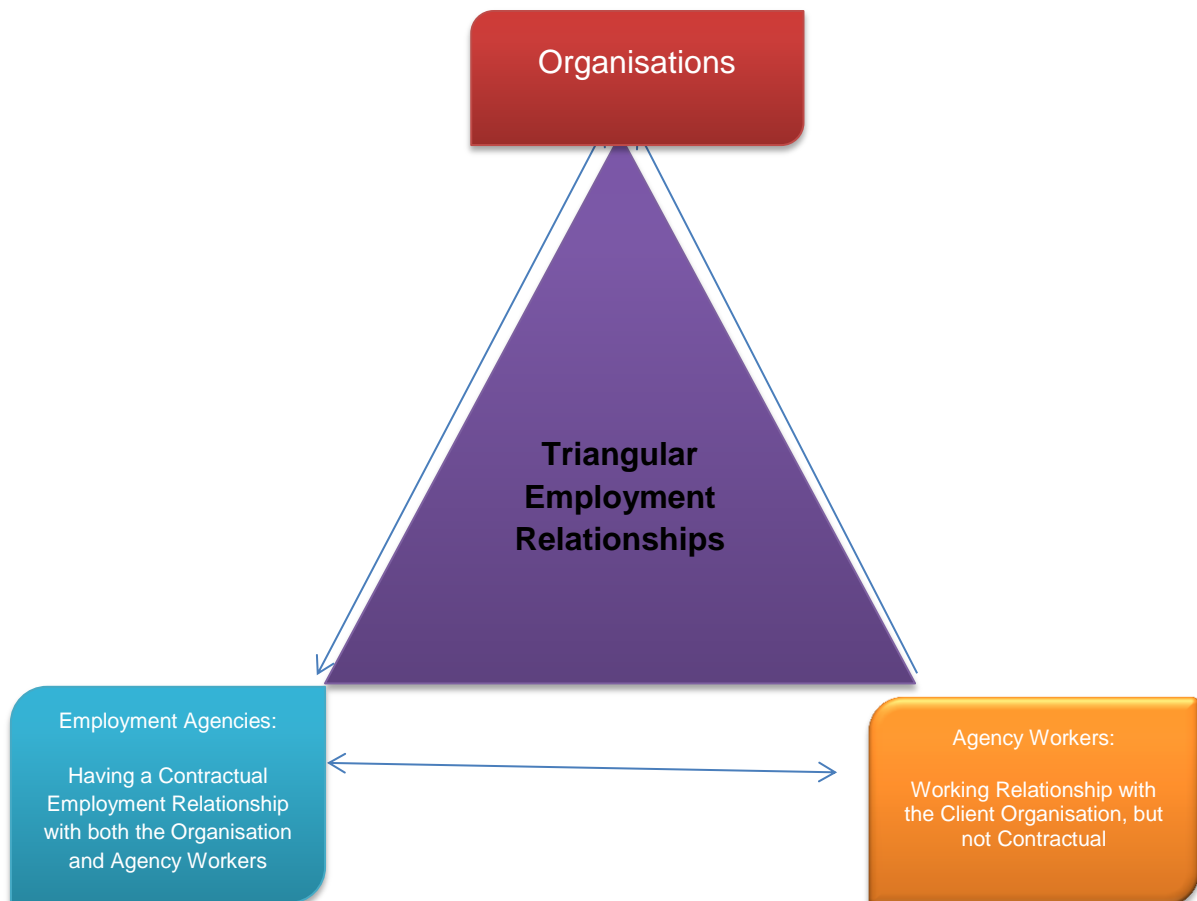 Organisations
Triangular
Employment
Relationships
Employment Agencies:
Having a Contractual
Employment Relationship
with both the Organisation
and Agency Workers
Agency Workers:
Working Relationship with
the Client Organisation, but
not Contractual